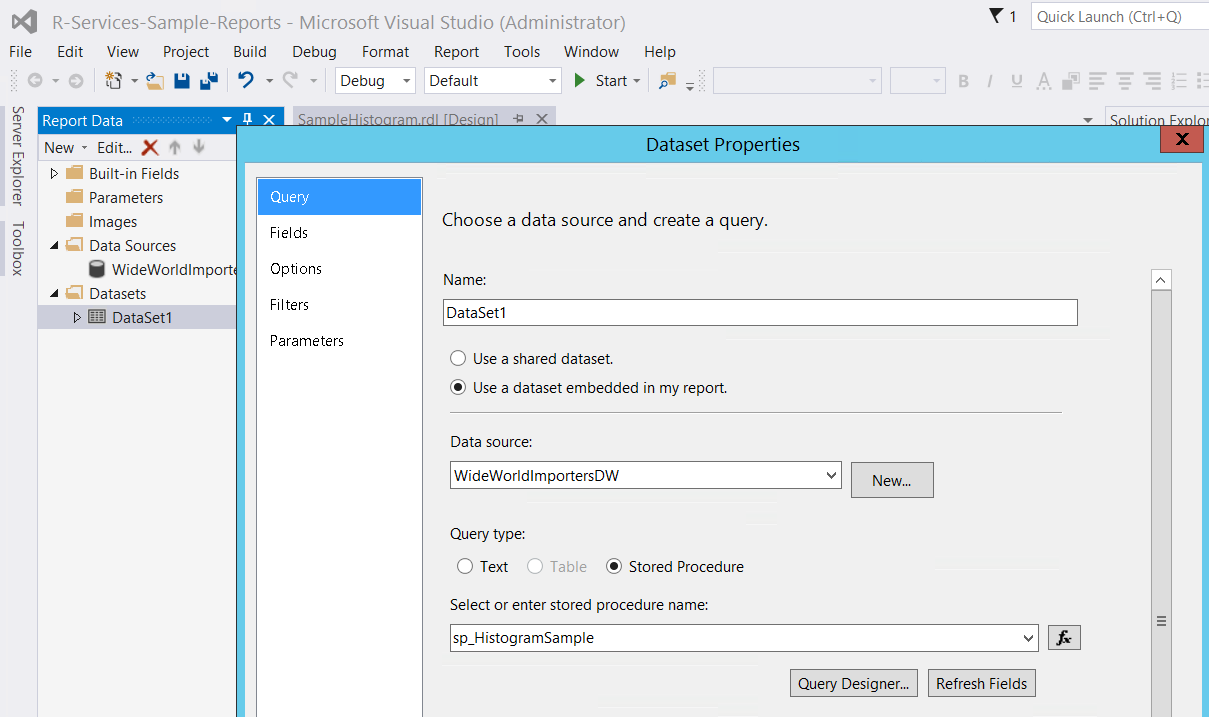 R-Services-Sample-Reports - Microsoft Visual Studio (Administrator)
1
Quick Launch (Ctrl+Q)
File Edit View Project Build Debug Format Report Tools Window Help
Debug Default Start B I U A
Server Explorer
Toolbox
Report Data
SampleHistogram.rdl [Design]
Solution Explor
New Edit...
Built-in Fields
Parameters
Images
Data Sources
WideWorldImporte
Datasets
DataSet1
Dataset Properties
X
Query
Fields
Options
Filters
Parameters
Choose a data source and create a query.
Name:
DataSet1
Use a shared dataset.
Use a dataset embedded in my report.
Data source:
WideWorldImportersDW
New...
Query type:
Text Table Stored Procedure
Select or enter stored procedure name:
sp_HistogramSample
fx
Query Designer... Refresh Fields